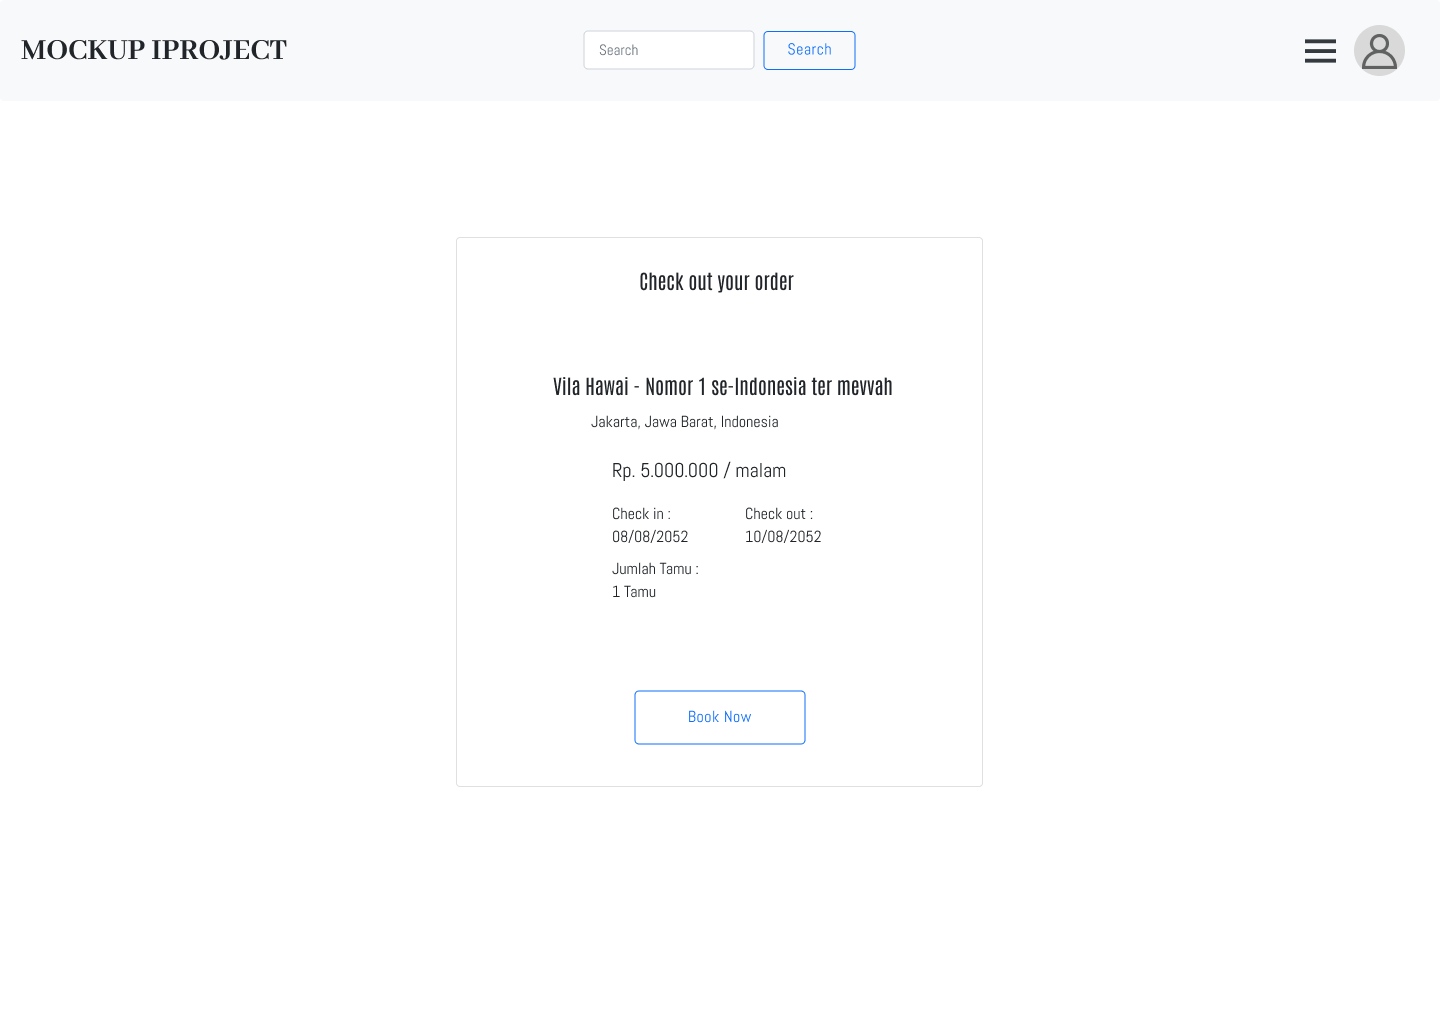 MOCKUP IPROJECT
Search
Search
Check out your order
Vila Hawai - Nomor 1 se-Indonesia ter mevvah
Jakarta, Jawa Barat, Indonesia
Rp. 5.000.000 / malam
Check in :
08/08/2052
Check out :
10/08/2052
Jumlah Tamu :
1 Tamu
Book Now